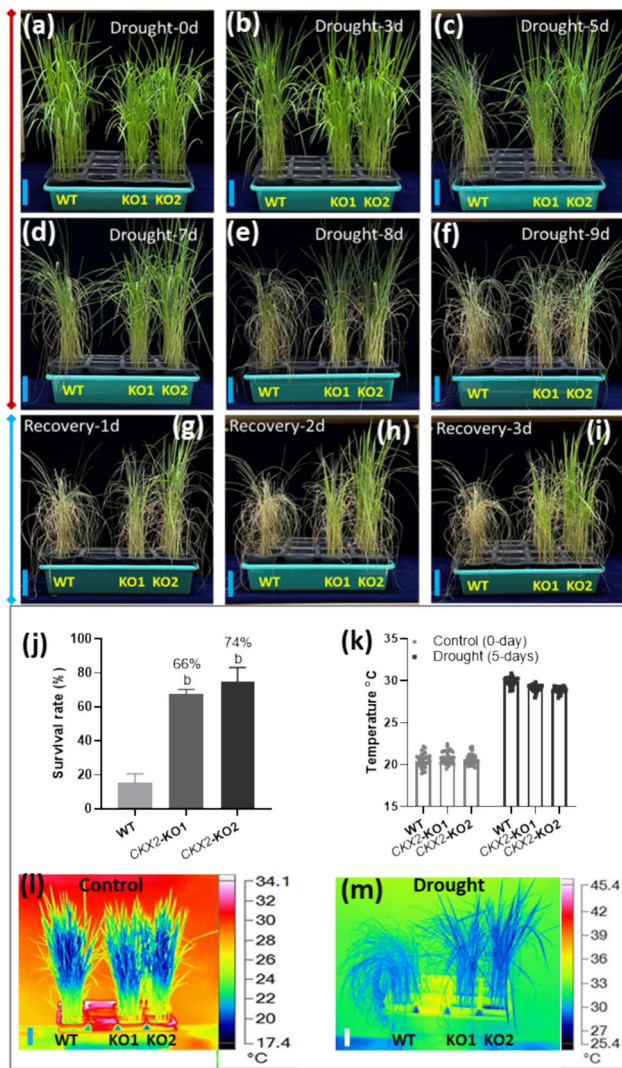 (a) Drought-0d
WT KO1 KO2
(b) Drought-3d
WT KO1 KO2
(c) Drought-5d
WT KO1 KO2
(d) Drought-7d
WT KO1 KO2
(e) Drought-8d
WT KO1 KO2
(f) Drought-9d
WT KO1 KO2
Recovery-1d (g)
WT KO1 KO2
Recovery-2d (h)
WT KO1 KO2
Recovery-3d (i)
WT KO1 KO2
(j)
Survival rate (%)
100
80
60
40
20
0
66%
b
74%
b
WT
CKX2-KO1
CKX2-KO2
(k)
Control (0-day)
Drought (5-days)
Temperature °C
35
30
25
20
15
WT
CKX2-KO1
CKX2-KO2
WT
CKX2-KO1
CKX2-KO2
(l) Control
34.1
30
28
26
24
22
20
17.4
°C
WT KO1 KO2
(m) Drought
45.4
42
39
36
33
30
27
25.4
°C
WT KO1 KO2